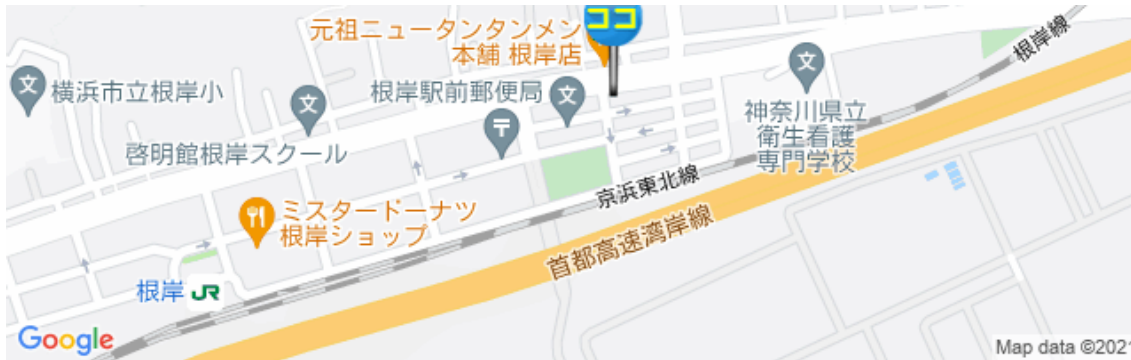 ココ
元祖ニュータンタンメン
本舗 根岸店
根岸線
横浜市立根岸小
根岸駅前郵便局
神奈川県立
衛生看護
専門学校
啓明館根岸スクール
京浜東北線
ミスタードーナツ
根岸ショップ
首都高速湾岸線
根岸 JR
Google
Map data ©2021